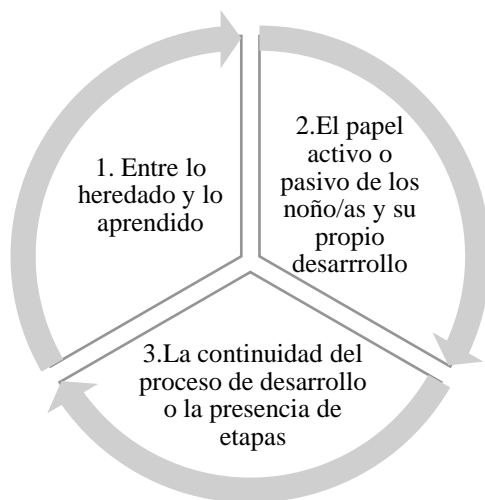 1. Entre lo
heredado y lo
aprendido
2.El papel
activo o
pasivo de los
noño/as y su
propio
desarrrollo
3.La continuidad del
proceso de desarrollo
o la presencia de
etapas